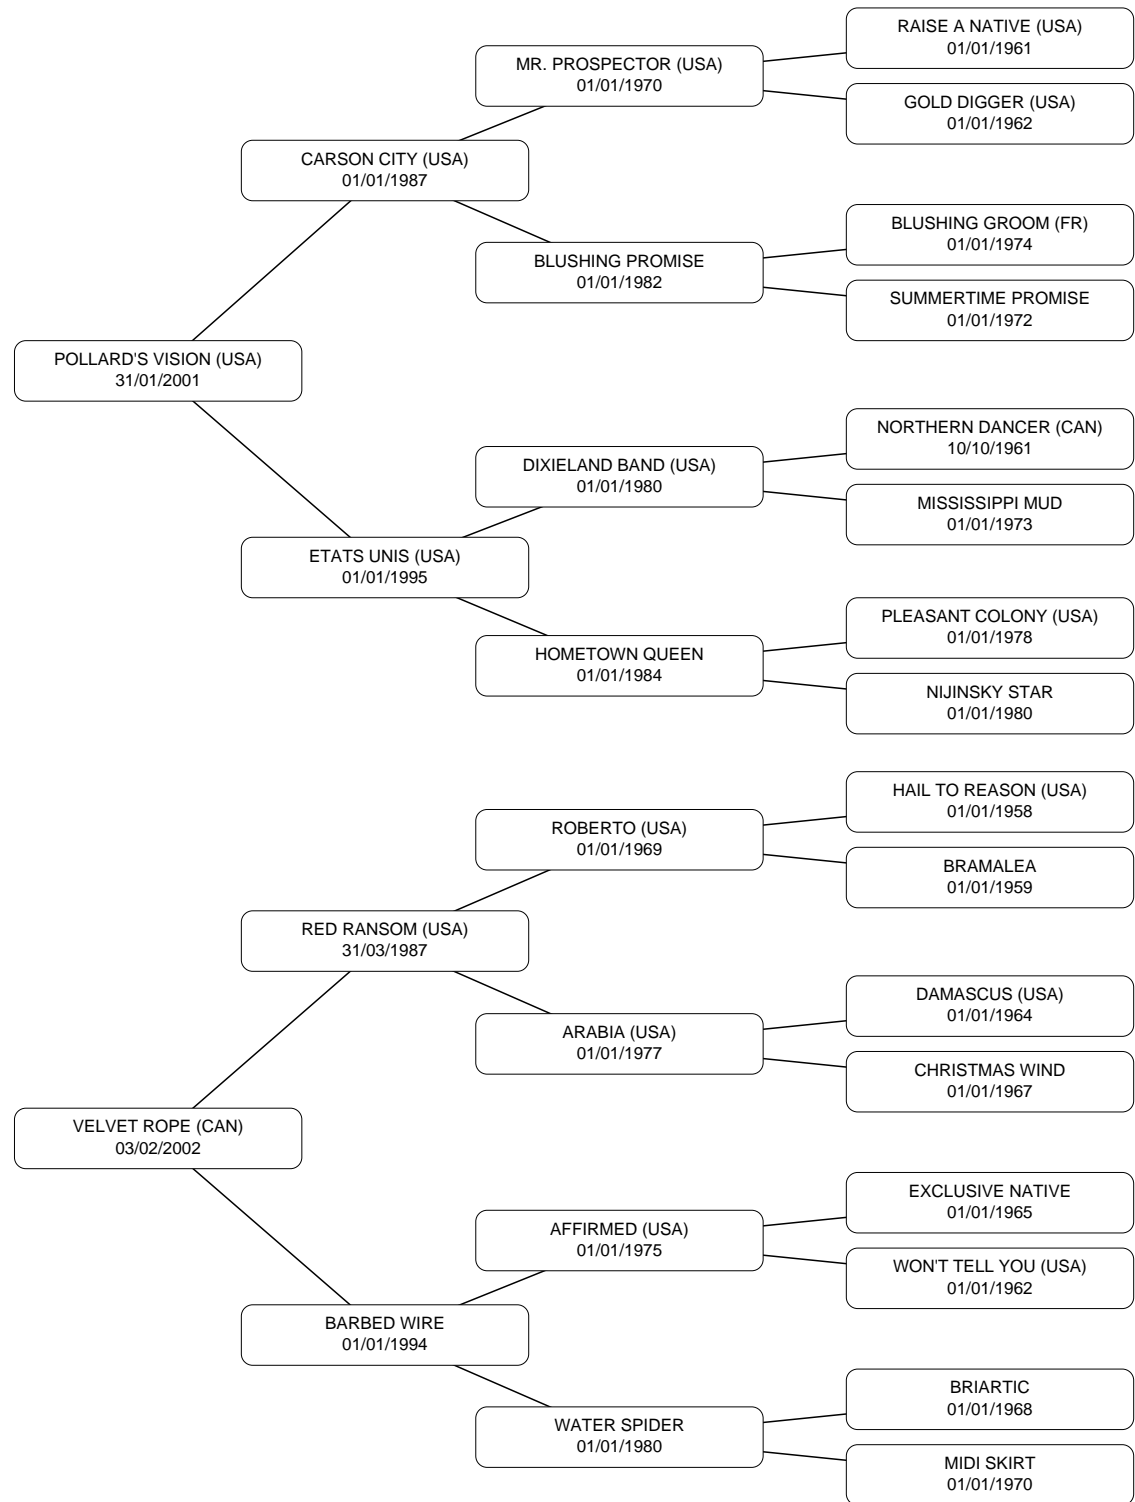 RAISE A NATIVE (USA)
01/01/1961
MR. PROSPECTOR (USA)
01/01/1970
GOLD DIGGER (USA)
01/01/1962
CARSON CITY (USA)
01/01/1987
BLUSHING GROOM (FR)
01/01/1974
BLUSHING PROMISE
01/01/1982
SUMMERTIME PROMISE
01/01/1972
POLLARD'S VISION (USA)
31/01/2001
NORTHERN DANCER (CAN)
10/10/1961
DIXIELAND BAND (USA)
01/01/1980
MISSISSIPPI MUD
01/01/1973
ETATS UNIS (USA)
01/01/1995
PLEASANT COLONY (USA)
01/01/1978
HOMETOWN QUEEN
01/01/1984
NIJINSKY STAR
01/01/1980
HAIL TO REASON (USA)
01/01/1958
ROBERTO (USA)
01/01/1969
BRAMALEA
01/01/1959
RED RANSOM (USA)
31/03/1987
DAMASCUS (USA)
01/01/1964
ARABIA (USA)
01/01/1977
CHRISTMAS WIND
01/01/1967
VELVET ROPE (CAN)
03/02/2002
EXCLUSIVE NATIVE
01/01/1965
AFFIRMED (USA)
01/01/1975
WON'T TELL YOU (USA)
01/01/1962
BARBED WIRE
01/01/1994
BRIARTIC
01/01/1968
WATER SPIDER
01/01/1980
MIDI SKIRT
01/01/1970